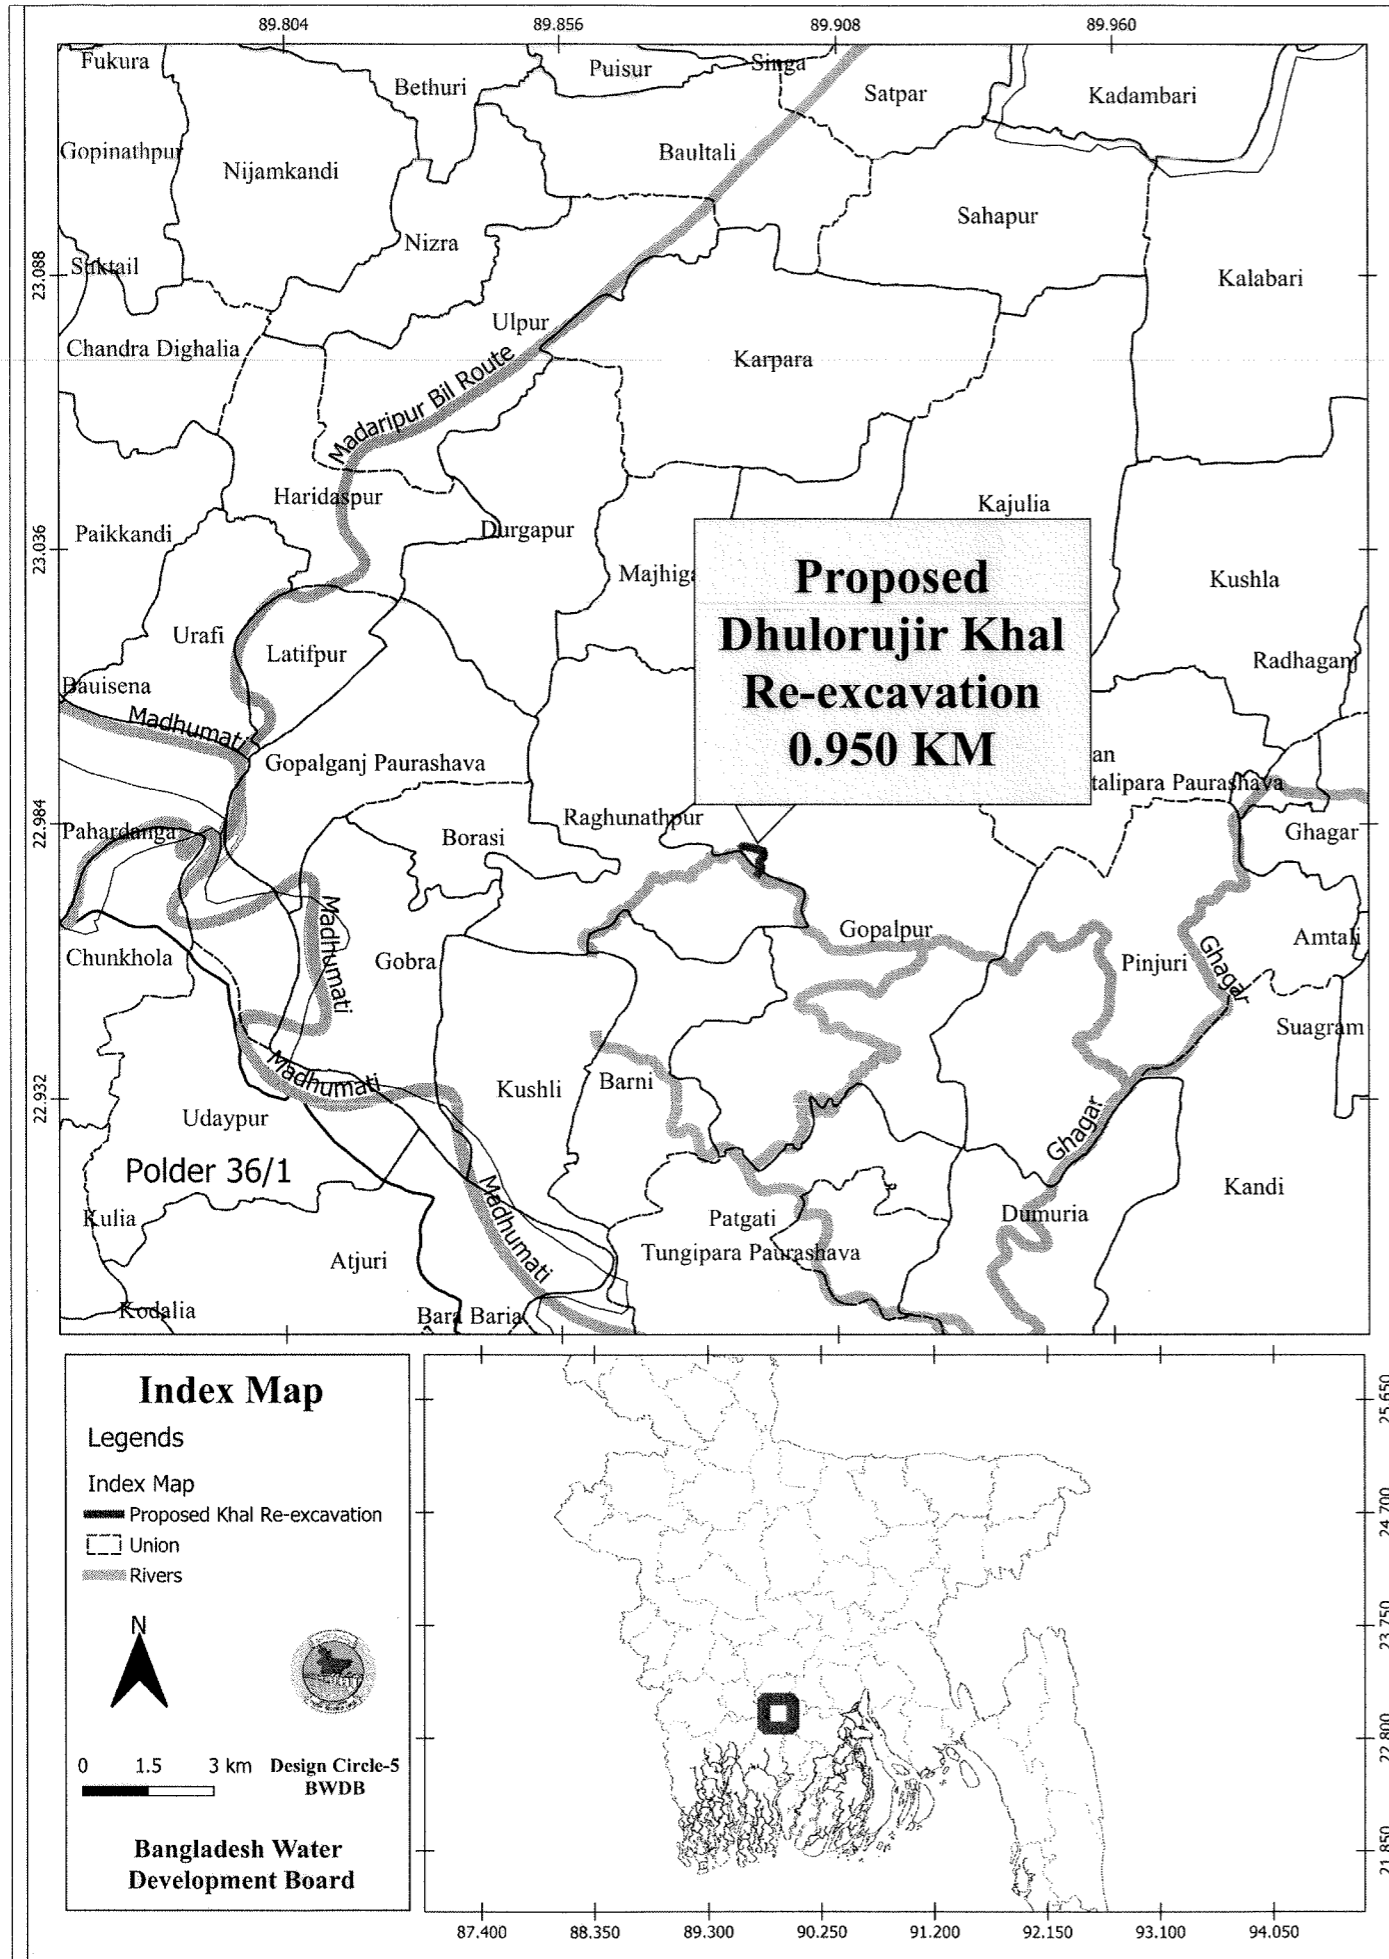 89.804
89.856
89.908
89.960
Fukura
Bethuri
Puisur
Singa
Satpar
Kadambari
Gopinathpur
Nijamkandi
Baultali
Nizra
Sahapur
Suktail
23.088
Kalabari
Ulpur
Chandra Dighalia
Karpara
Madaripur Bil Route
Haridaspur
Paikkandi
Durgapur
Kajulia
23.036
Majhiga
Kushla
Proposed
Dhulorujir Khal
Re-excavation
0.950 KM
Urafi
Latifpur
Radhaganj
Bauisena
Madhumati
Gopalganj Paurashava
an
talipara Paurashava
22.984
Pahardanga
Borasi
Raghunathpur
Ghagar
Madhumati
Gopalpur
Chunkhola
Gobra
Pinjuri
Ghagar
Amtali
Suagram
Madhumati
Kushli
Barni
22.932
Udaypur
Ghagar
Polder 36/1
Kandi
Kulia
Madhumati
Patgati
Dumuria
Tungipara Paurashava
Atjuri
Kodalia
Bara Baria
Index Map
Legends
Index Map
Proposed Khal Re-excavation
Union
Rivers
N
0 1.5 3 km
Design Circle-5
BWDB
Bangladesh Water
Development Board
25.650
24.700
23.750
22.800
21.850
87.400
88.350
89.300
90.250
91.200
92.150
93.100
94.050